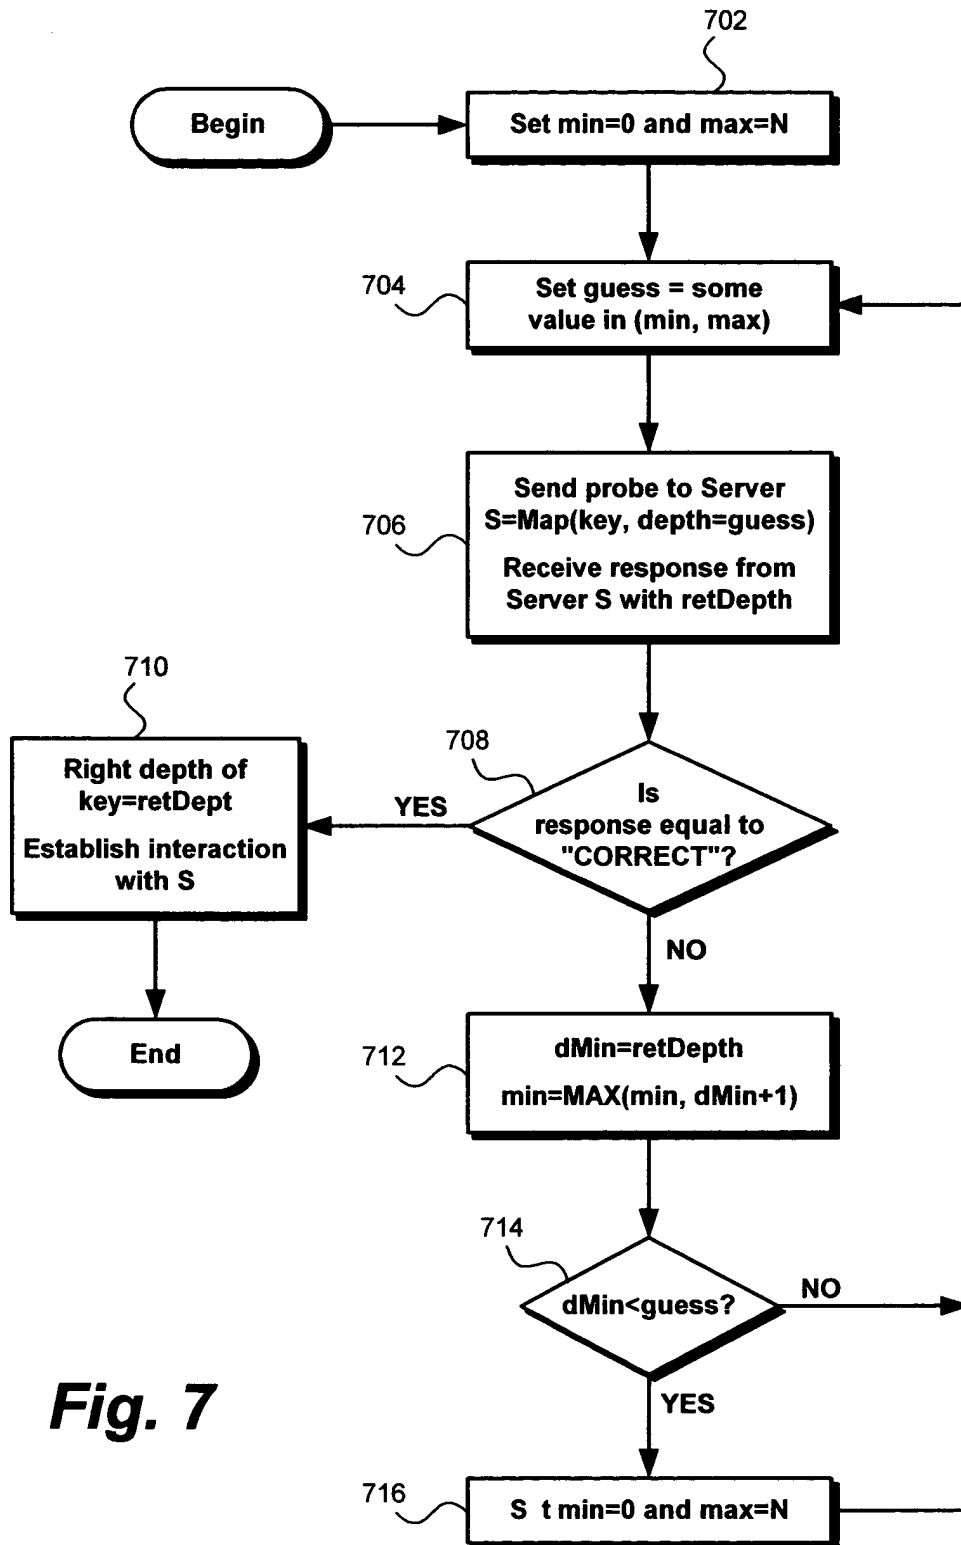 702
Begin
Set min=0 and max=N
704
Set guess = some
value in (min, max)
706
Send probe to Server
S=Map(key, depth=guess)
Receive response from
Server S with retDepth
710
Right depth of
key=retDept
Establish interaction
with S
708
YES
Is
response equal to
"CORRECT"?
NO
End
712
dMin=retDepth
min=MAX(min, dMin+1)
714
dMin<guess?
NO
YES
Fig. 7
716
S t min=0 and max=N